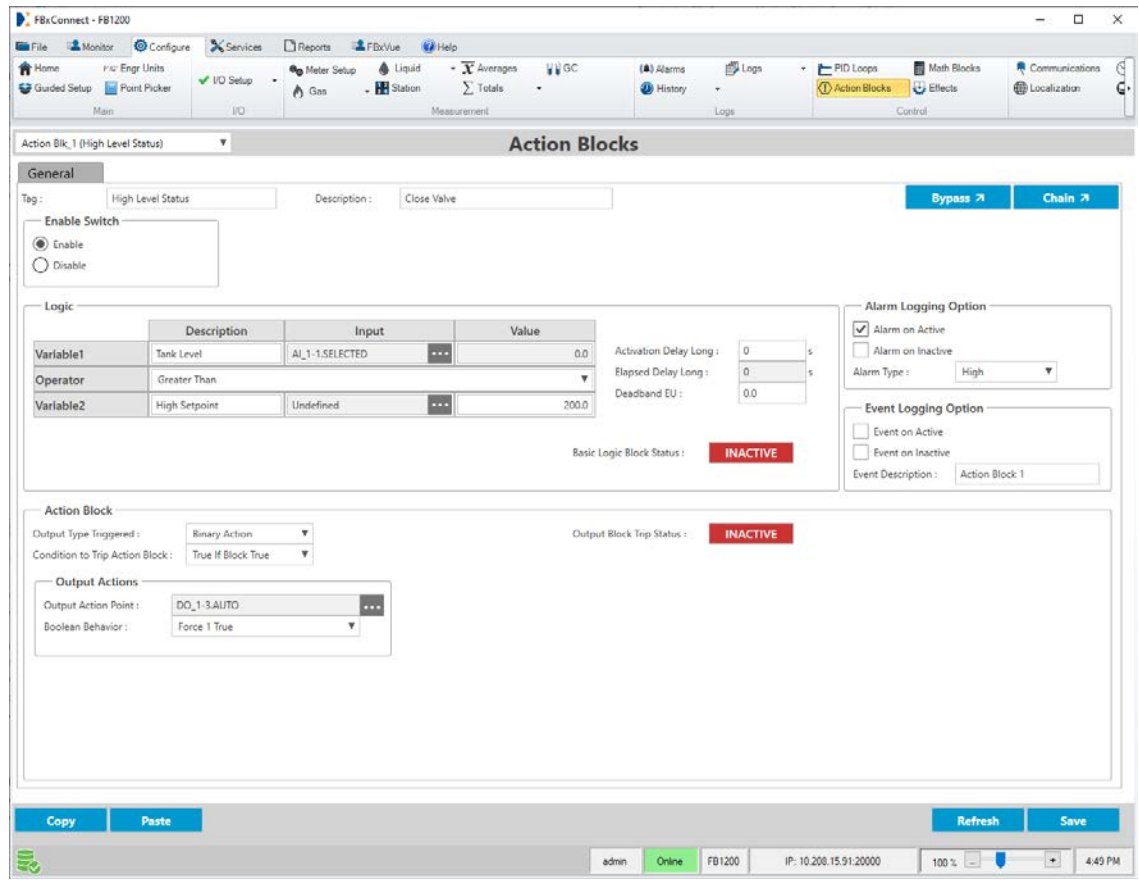 FBxConnect - FB1200
File Monitor Configure Services Reports FBxVue Help
Home Engr Units I/O Setup Meter Setup Liquid Averages GC Alarms Logs PID Loops Math Blocks Communications
Guided Setup Point Picker Gas Station Totals History Action Blocks Effects Localization
Main I/O Measurement Logs Control
Action Blk_1 (High Level Status) Action Blocks
General
Tag : High Level Status Description : Close Valve Bypass Chain
Enable Switch
Enable
Disable
Logic Alarm Logging Option
Description Input Value Alarm on Active
Variable1 Tank Level AI_1-1.SELECTED ... 0.0 Activation Delay Long : 0 s Alarm on Inactive
Operator Greater Than Elapsed Delay Long : 0 s Alarm Type : High
Variable2 High Setpoint Undefined ... 200.0 Deadband EU : 0.0
Event Logging Option
Event on Active
Basic Logic Block Status : INACTIVE Event on Inactive
Event Description : Action Block 1
Action Block
Output Type Triggered : Binary Action Output Block Trip Status : INACTIVE
Condition to Trip Action Block : True If Block True
Output Actions
Output Action Point : DO_1-3.AUTO ...
Boolean Behavior : Force 1 True
Copy Paste Refresh Save
admin Online FB1200 IP: 10.208.15.91:20000 100 % - + 4:49 PM